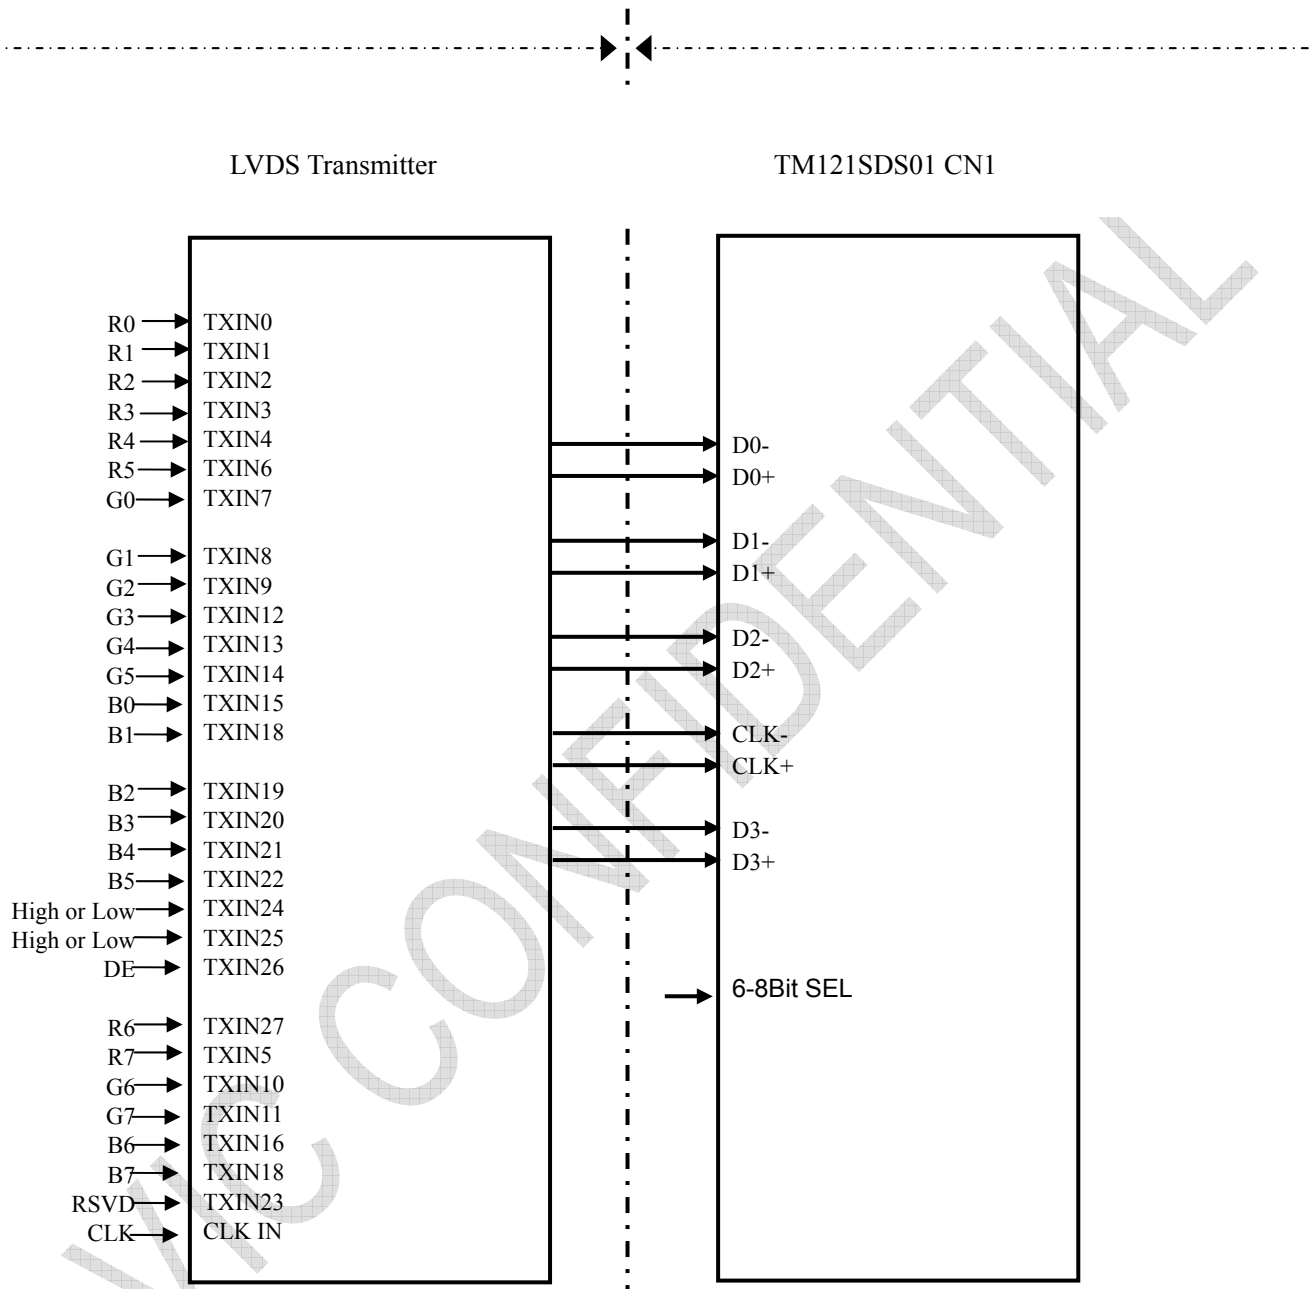 LVDS Transmitter
TM121SDS01 CN1
R0 TXIN0
R1 TXIN1
R2 TXIN2
R3 TXIN3
R4 TXIN4
R5 TXIN6
G0 TXIN7
G1 TXIN8
G2 TXIN9
G3 TXIN12
G4 TXIN13
G5 TXIN14
B0 TXIN15
B1 TXIN18
B2 TXIN19
B3 TXIN20
B4 TXIN21
B5 TXIN22
High or Low TXIN24
High or Low TXIN25
DE TXIN26
R6 TXIN27
R7 TXIN5
G6 TXIN10
G7 TXIN11
B6 TXIN16
B7 TXIN18
RSVD TXIN23
CLK CLK IN
D0-
D0+
D1-
D1+
D2-
D2+
CLK-
CLK+
D3-
D3+
6-8Bit SEL
VIC CONFIDENTIAL